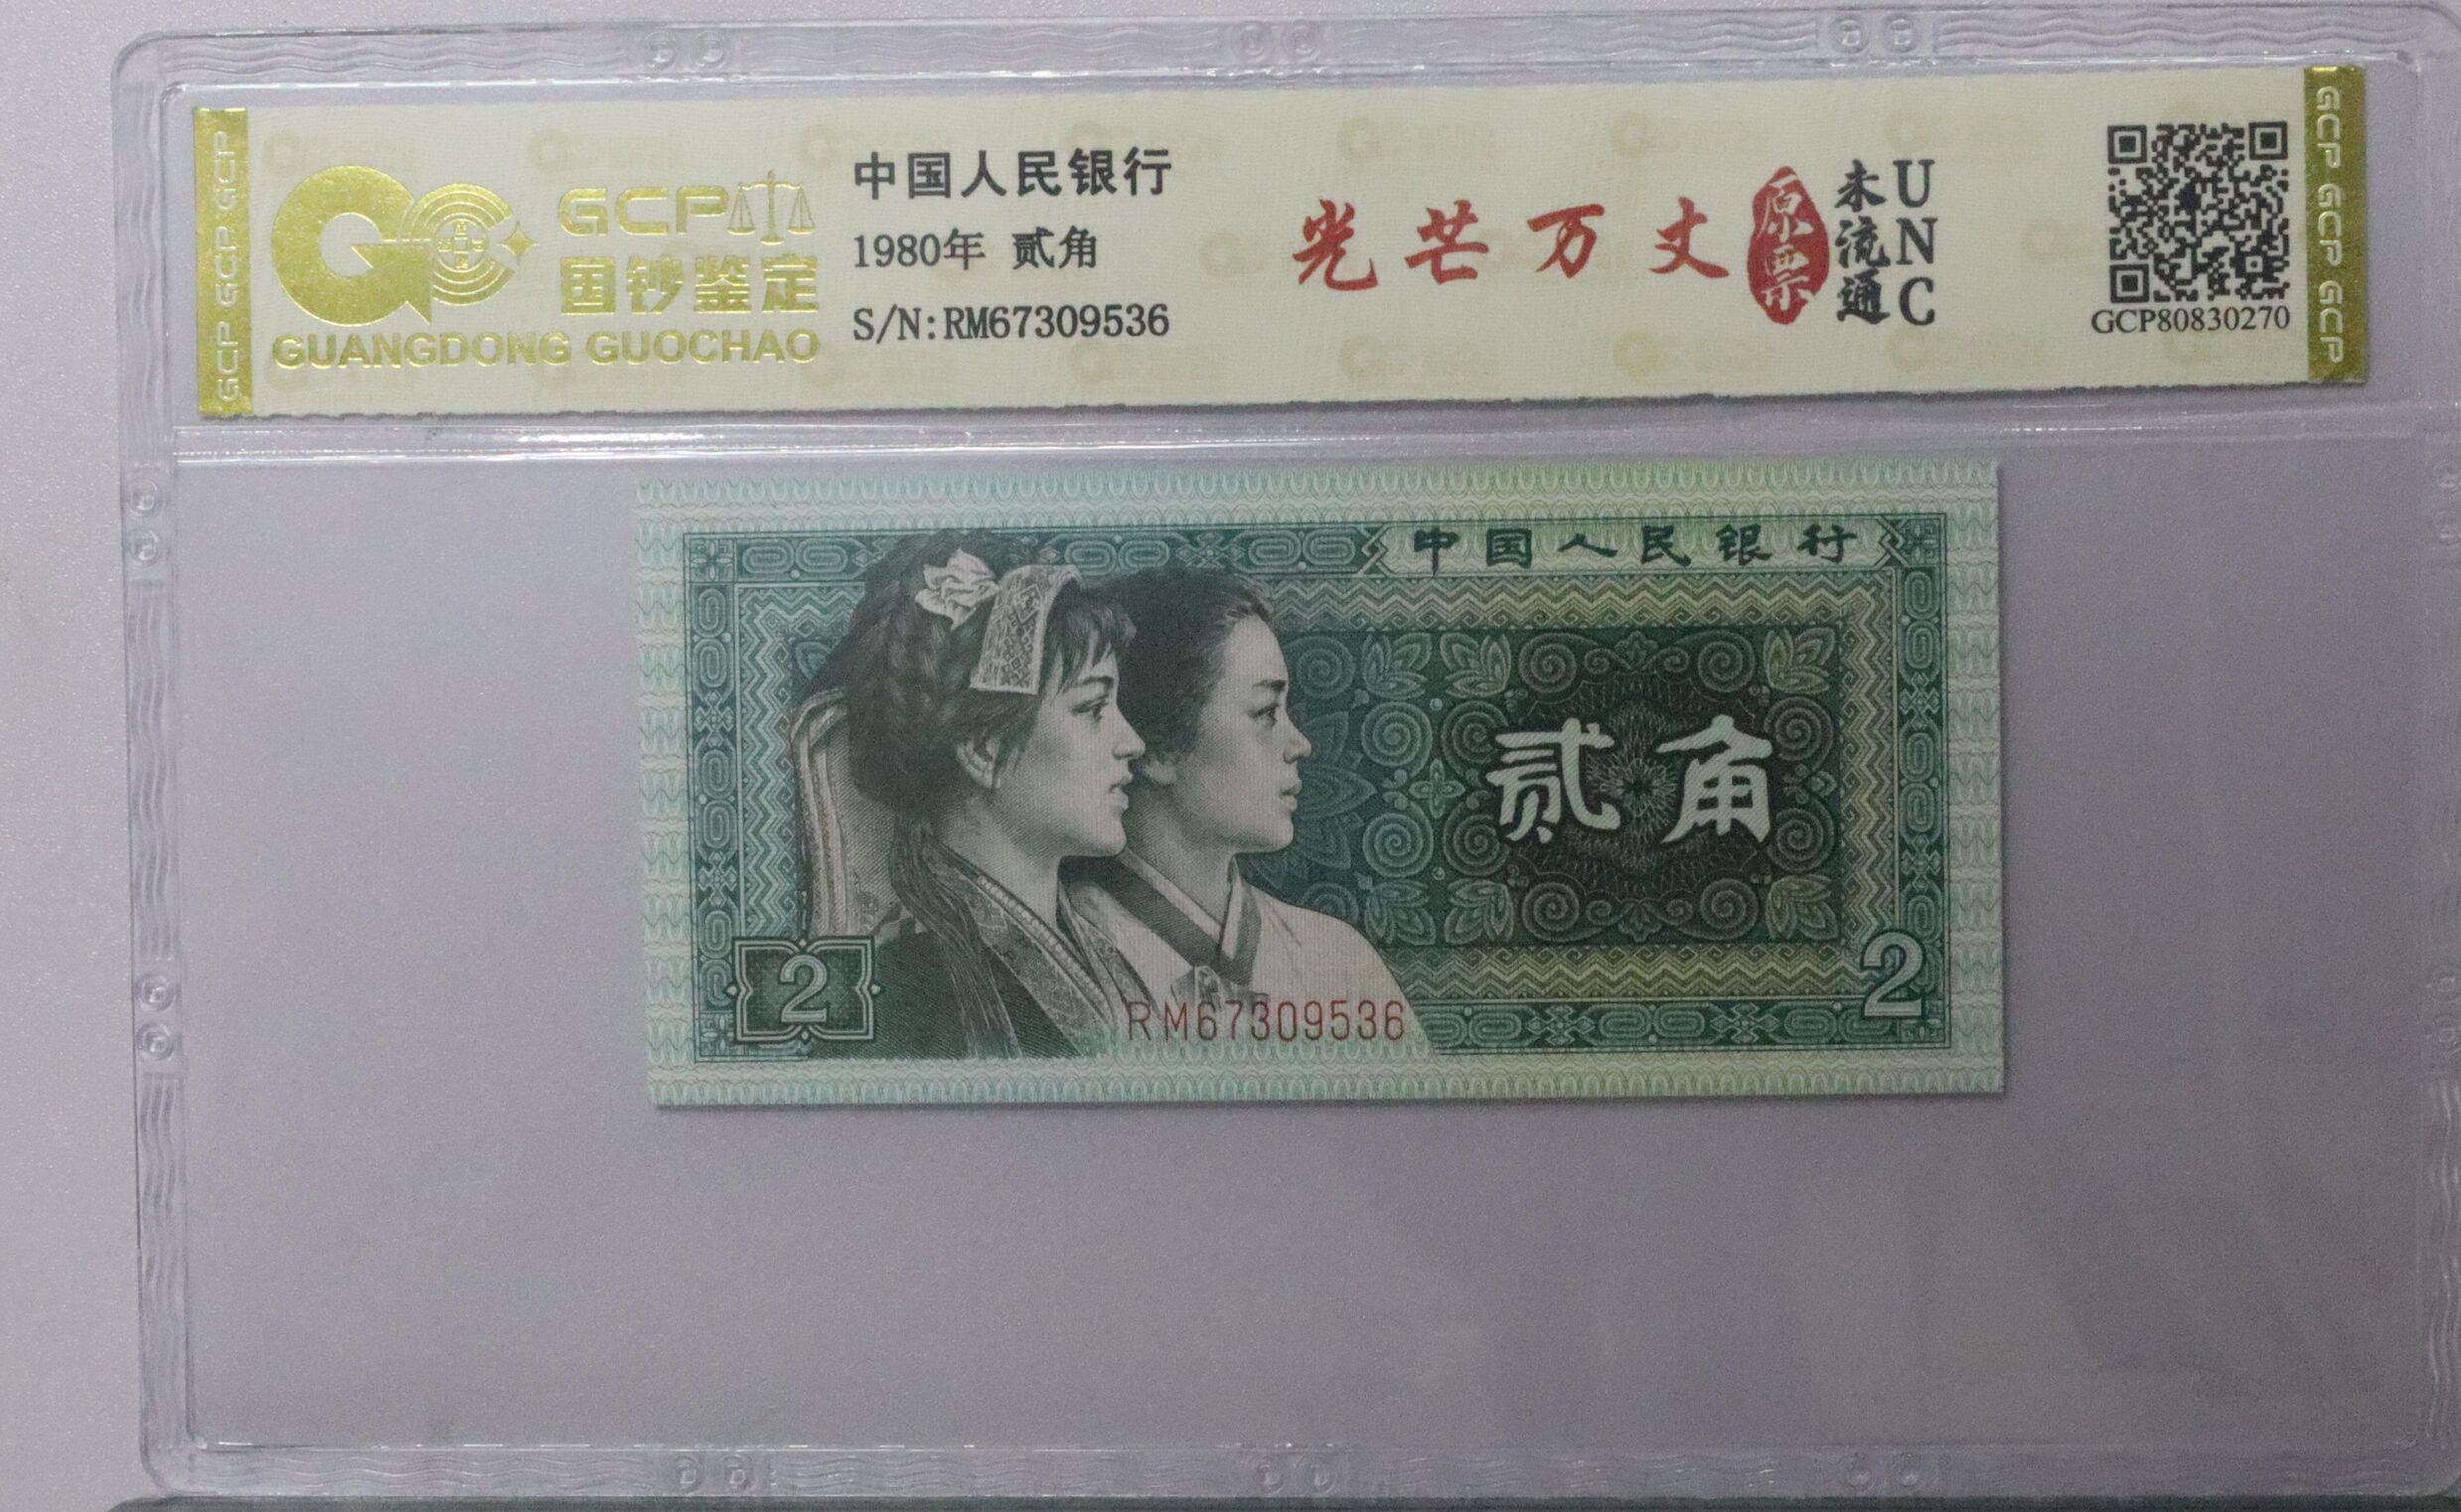 GCP
国钞鉴定
GUANGDONG GUOCHAO
中国人民银行
1980年 贰角
S/N:RM67309536
光芒万丈
原票
未流通
UNC
GCP80830270
GCP GCP GCP
GCP GCP GCP
中国人民银行
贰角
2
2
RM67309536